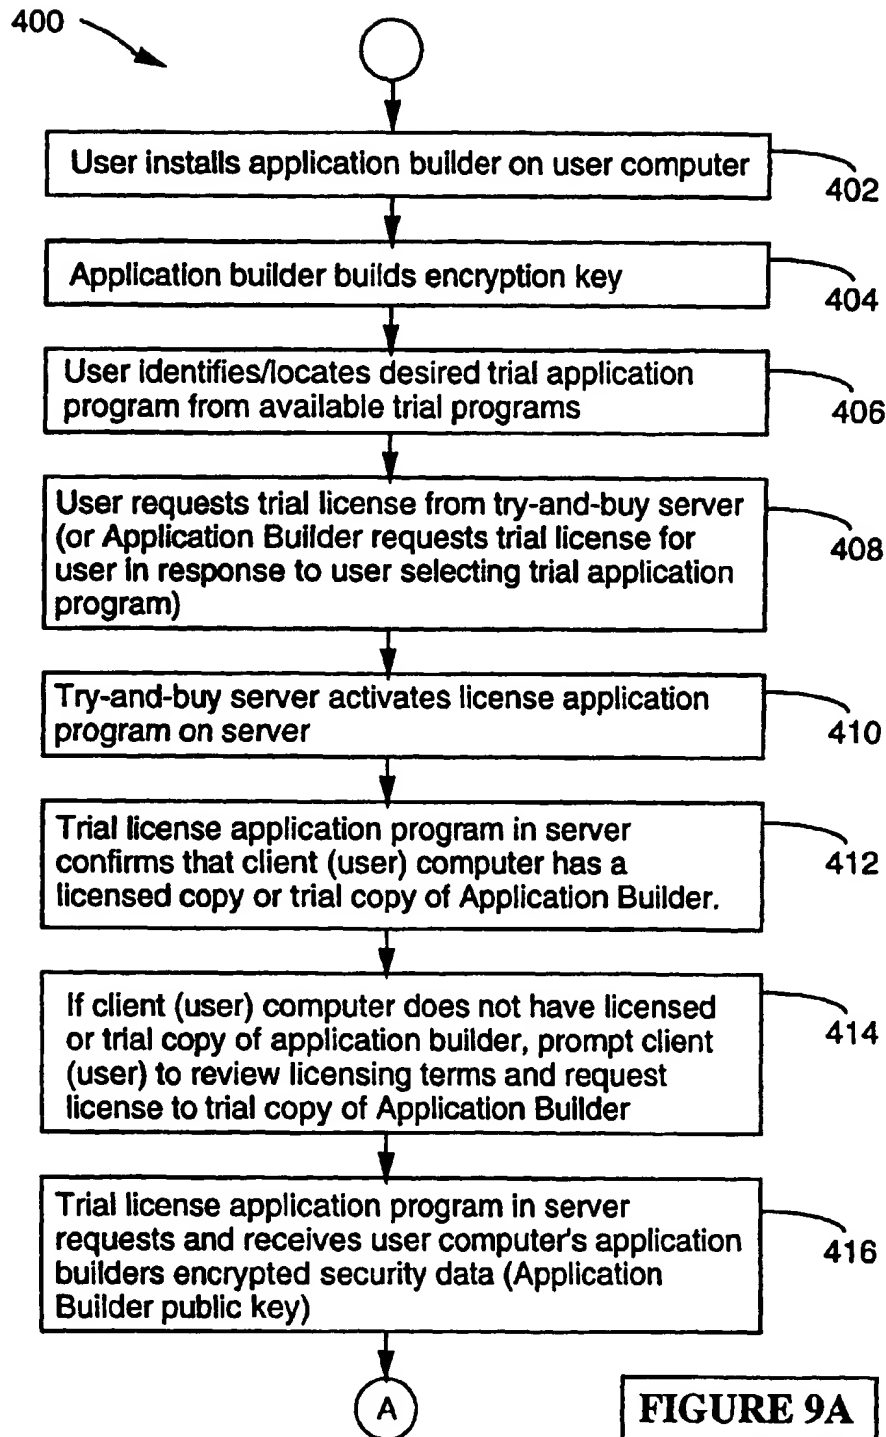 400
User installs application builder on user computer
402
Application builder builds encryption key
404
User identifies/locates desired trial application
program from available trial programs
406
User requests trial license from try-and-buy server
(or Application Builder requests trial license for
user in response to user selecting trial application
program)
408
Try-and-buy server activates license application
program on server
410
Trial license application program in server
confirms that client (user) computer has a
licensed copy or trial copy of Application Builder.
412
If client (user) computer does not have licensed
or trial copy of application builder, prompt client
(user) to review licensing terms and request
license to trial copy of Application Builder
414
Trial license application program in server
requests and receives user computer's application
builders encrypted security data (Application
Builder public key)
416
A
FIGURE 9A